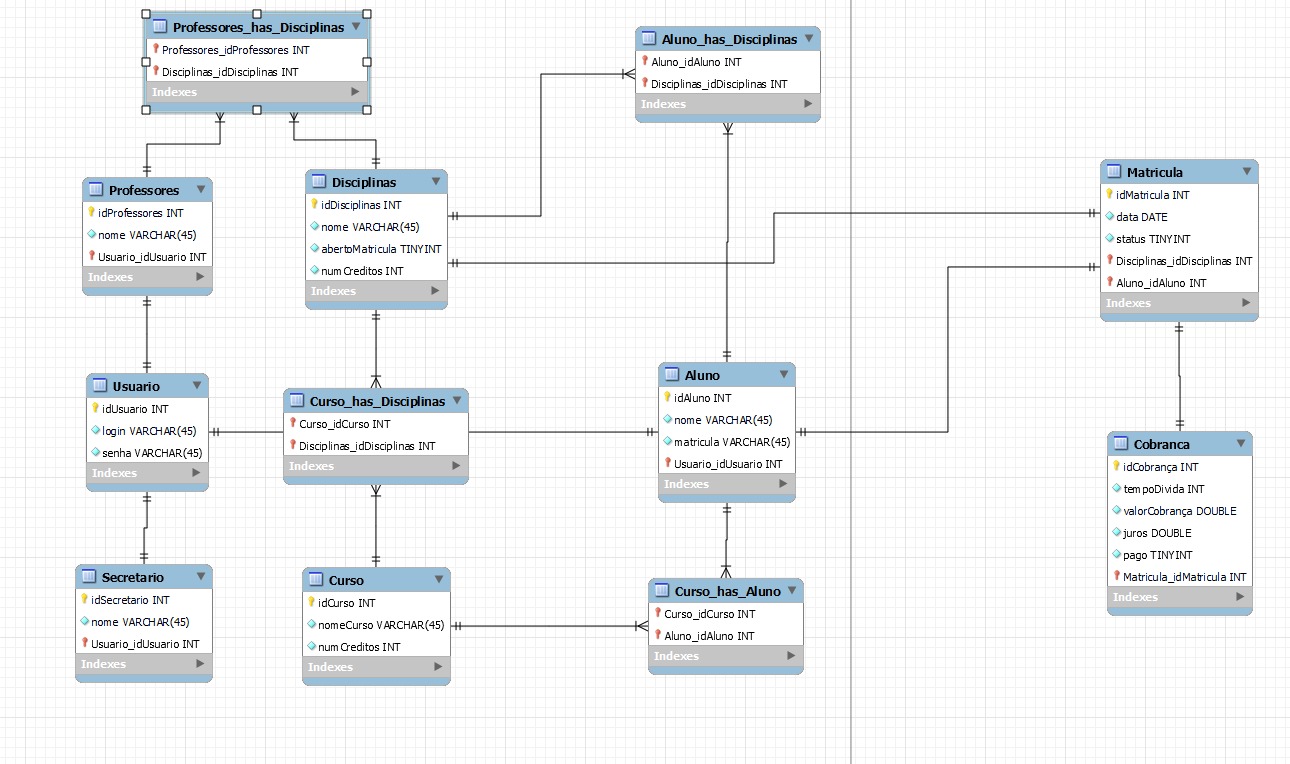 Professores_has_Disciplinas
Professores_idProfessores INT
Disciplinas_idDisciplinas INT
Indexes
Aluno_has_Disciplinas
Aluno_idAluno INT
Disciplinas_idDisciplinas INT
Indexes
Professores
idProfessores INT
nome VARCHAR(45)
Usuario_idUsuario INT
Indexes
Disciplinas
idDisciplinas INT
nome VARCHAR(45)
abertoMatricula TINYINT
numCreditos INT
Indexes
Matricula
idMatricula INT
data DATE
status TINYINT
Disciplinas_idDisciplinas INT
Aluno_idAluno INT
Indexes
Usuario
idUsuario INT
login VARCHAR(45)
senha VARCHAR(45)
Indexes
Curso_has_Disciplinas
Curso_idCurso INT
Disciplinas_idDisciplinas INT
Indexes
Aluno
idAluno INT
nome VARCHAR(45)
matricula VARCHAR(45)
Usuario_idUsuario INT
Indexes
Cobranca
idCobrança INT
tempoDivida INT
valorCobrança DOUBLE
juros DOUBLE
pago TINYINT
Matricula_idMatricula INT
Indexes
Secretario
idSecretario INT
nome VARCHAR(45)
Usuario_idUsuario INT
Indexes
Curso
idCurso INT
nomeCurso VARCHAR(45)
numCreditos INT
Indexes
Curso_has_Aluno
Curso_idCurso INT
Aluno_idAluno INT
Indexes